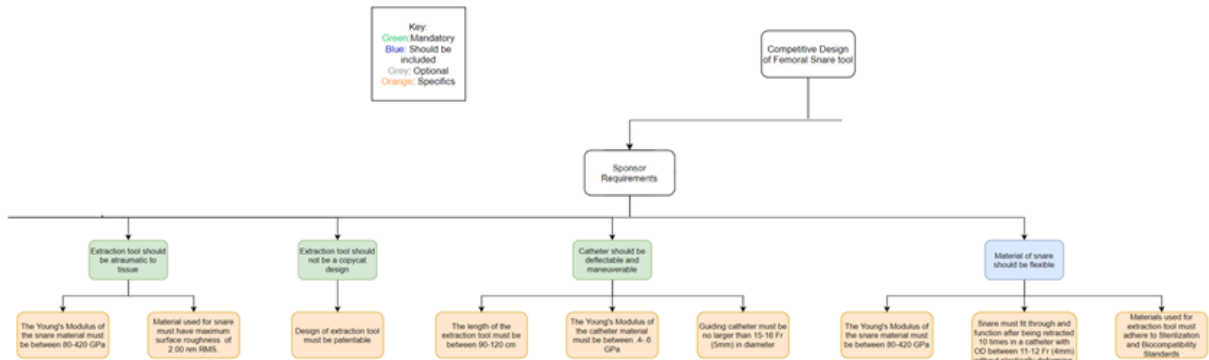 Key:
Green:Mandatory
Blue: Should be
included
Grey: Optional
Orange: Specifics
Competitive Design
of Femoral Snare tool
Sponsor
Requirements
Extraction tool should
be atraumatic to
tissue
Extraction tool should
not be a copycat
design
Catheter should be
deflectable and
maneuverable
Material of snare
should be flexible
The Young's Modulus of
the snare material must
be between 80-420 GPa
Material used for snare
must have maximum
surface roughness of
2.00 nm RMS.
Design of extraction tool
must be patentable
The length of the
extraction tool must be
between 90-120 cm
The Young's Modulus of
the catheter material
must be between .4-.6
GPa
Guiding catheter must be
no larger than 15-16 Fr
(5mm) in diameter
The Young's Modulus of
the snare material must
be between 80-420 GPa
Snare must fit through and
function after being retracted
10 times in a catheter with
OD between 11-12 Fr (4mm)
Materials used for
extraction tool must
adhere to Sterilization
and Biocompatibility
Standards